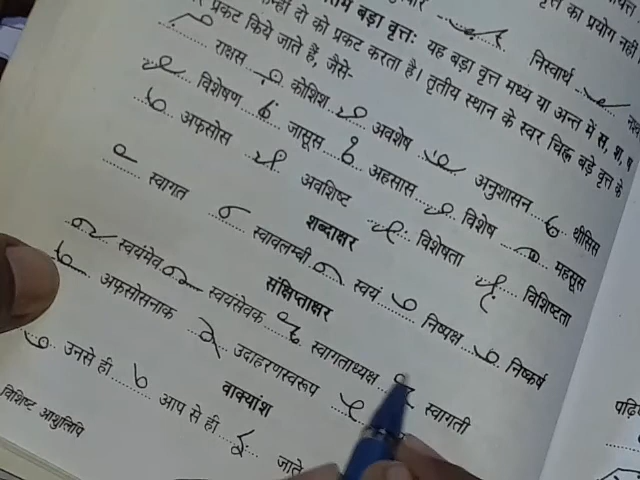 का प्रयोग नहीं
बड़ा वृत्तः यह बड़ा वृत्त मध्य या अन्त में स, श, ष
दो को प्रकट करता है। तृतीय स्थान के स्वर चिह्न बड़े वृत्त के
प्रकट किये जाते हैं, जैसे-
निस्वार्थ
राक्षस कोशिश अवशेष अनुशासन थीसिस
विशेषण जासूस अहसास विशेष महसूस
अफ़सोस अवशिष्ट विशेषता विशिष्टता
शब्दाक्षर
स्वागत स्वावलम्बी स्वयं निष्पक्ष निष्कर्ष
संक्षिप्ताक्षर
स्वयंमेव स्वयंसेवक स्वागताध्यक्ष स्वागती
अफ़सोसनाक उदाहरणस्वरूप
वाक्यांश
उनसे ही आप से ही जाते
विशिष्ट आशुलिपि